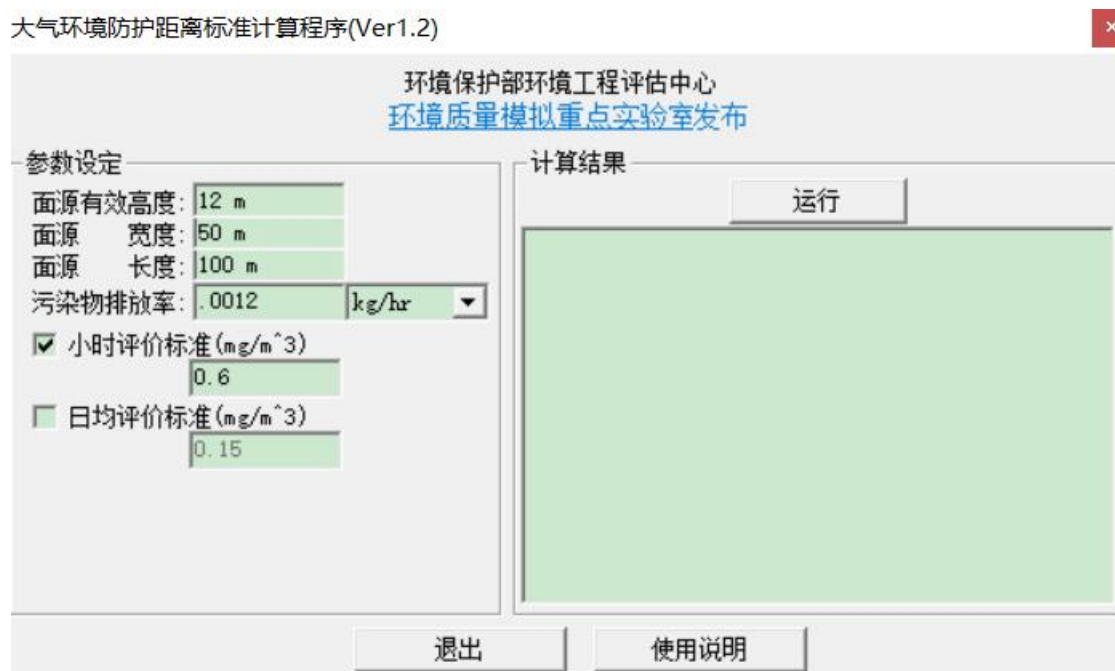 大气环境防护距离标准计算程序(Ver1.2)
×
环境保护部环境工程评估中心
环境质量模拟重点实验室发布
参数设定
面源有效高度: 12 m
面源 宽度: 50 m
面源 长度: 100 m
污染物排放率: .0012 kg/hr
小时评价标准(mg/m^3)
0.6
日均评价标准(mg/m^3)
0.15
计算结果
运行
退出
使用说明